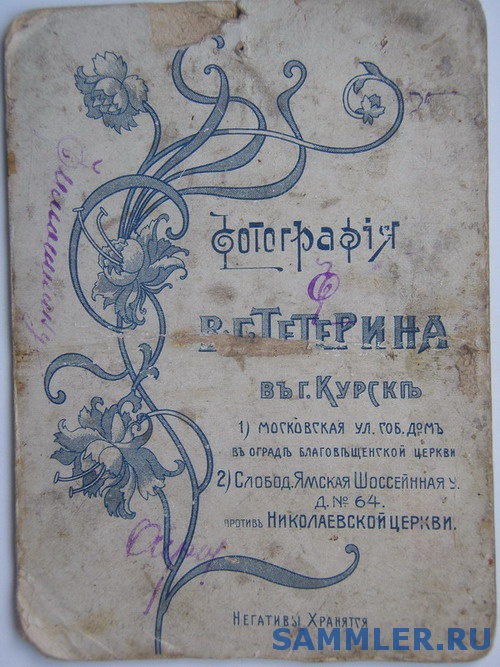 Фотографія
В.Г. ТЕТЕРИНА
ВЪ Г. КУРСКѢ
1) МОСКОВСКАЯ УЛ. СОБ. ДОМЪ
ВЪ ОГРАДѢ БЛАГОВѢЩЕНСКОЙ ЦЕРКВИ
2) СЛОБОД. ЯМСКАЯ ШОССЕЙННАЯ У.
Д. № 64.
ПРОТИВЪ НИКОЛАЕВСКОЙ ЦЕРКВИ.
НЕГАТИВЫ ХРАНЯТСЯ
SAMMLER.RU